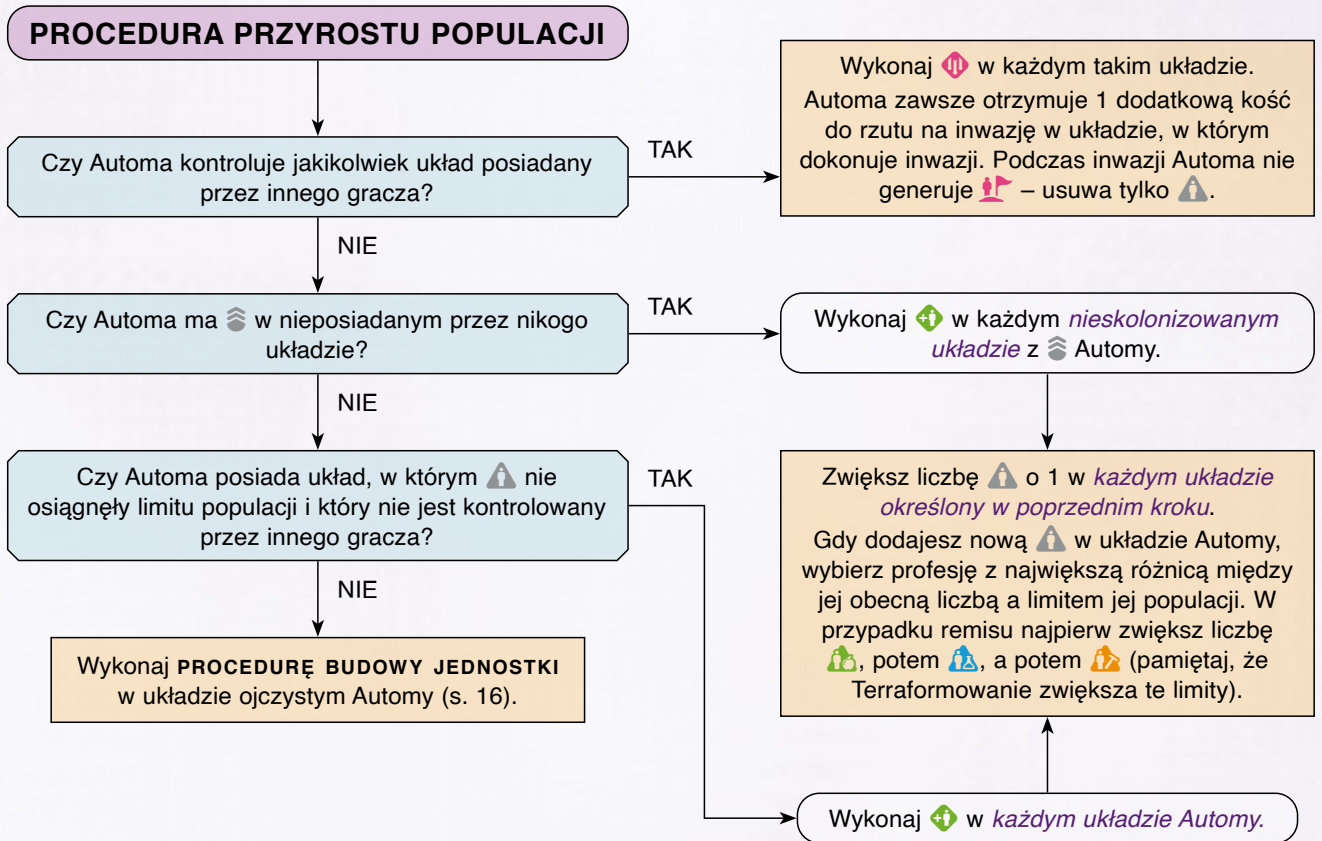 PROCEDURA PRZYROSTU POPULACJI
Czy Automa kontroluje jakikolwiek układ posiadany
przez innego gracza?
TAK
Wykonaj w każdym takim układzie.
Automa zawsze otrzymuje 1 dodatkową kość
do rzutu na inwazję w układzie, w którym
dokonuje inwazji. Podczas inwazji Automa nie
generuje – usuwa tylko .
NIE
Czy Automa ma w nieposiadanym przez nikogo
układzie?
TAK
Wykonaj w każdym nieskolonizowanym
układzie z Automy.
NIE
Czy Automa posiada układ, w którym nie
osiągnęły limitu populacji i który nie jest kontrolowany
przez innego gracza?
TAK
Zwiększ liczbę o 1 w każdym układzie
określony w poprzednim kroku.
Gdy dodajesz nową w układzie Automy,
wybierz profesję z największą różnicą między
jej obecną liczbą a limitem jej populacji. W
przypadku remisu najpierw zwiększ liczbę
, potem , a potem (pamiętaj, że
Terraformowanie zwiększa te limity).
NIE
Wykonaj PROCEDURĘ BUDOWY JEDNOSTKI
w układzie ojczystym Automy (s. 16).
Wykonaj w każdym układzie Automy.